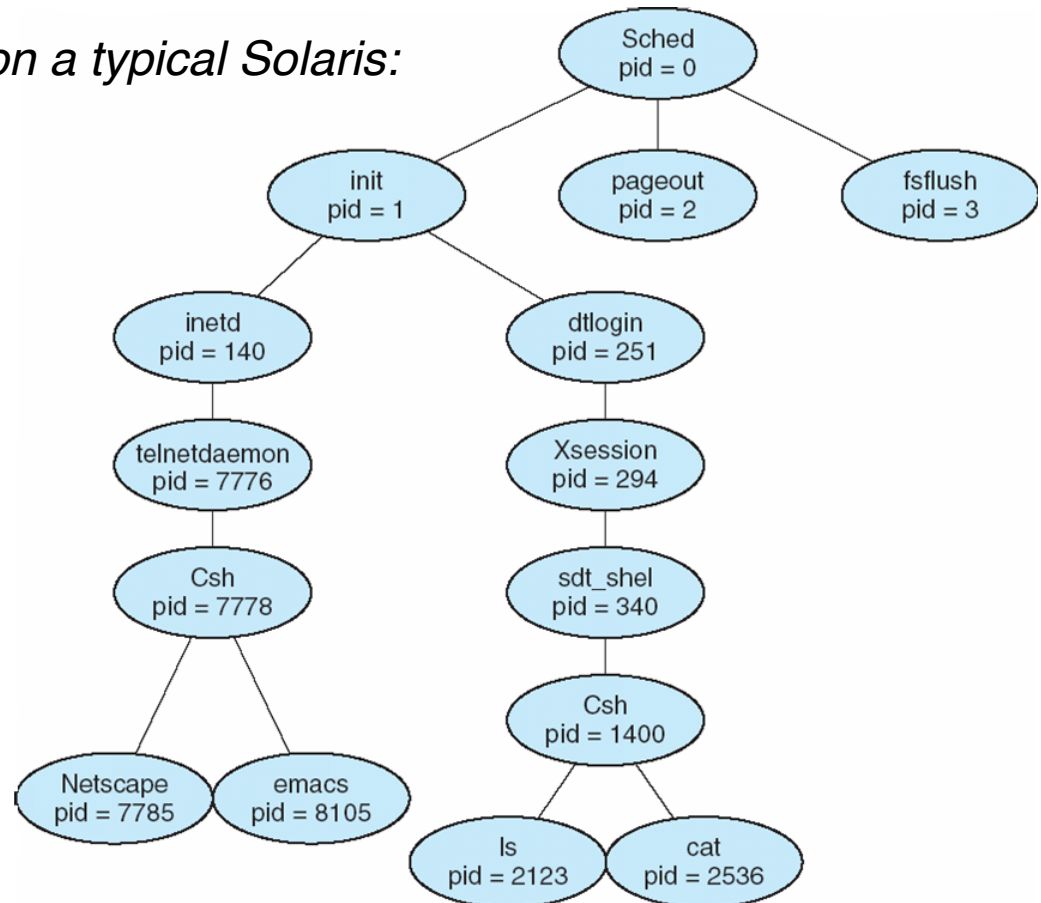 on a typical Solaris:
Sched
pid = 0
init
pid = 1
pageout
pid = 2
fsflush
pid = 3
inetd
pid = 140
dtlogin
pid = 251
telnetdaemon
pid = 7776
Xsession
pid = 294
Csh
pid = 7778
sdt_shel
pid = 340
Csh
pid = 1400
Netscape
pid = 7785
emacs
pid = 8105
ls
pid = 2123
cat
pid = 2536